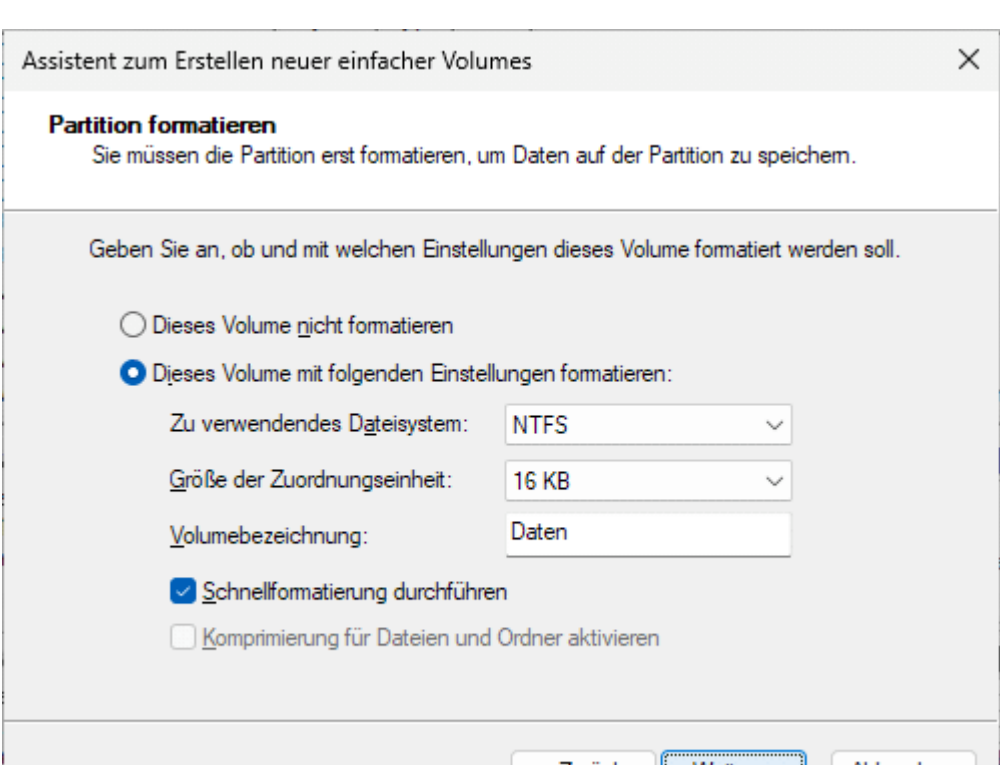 Assistent zum Erstellen neuer einfacher Volumes
Partition formatieren
Sie müssen die Partition erst formatieren, um Daten auf der Partition zu speichern.
Geben Sie an, ob und mit welchen Einstellungen dieses Volume formatiert werden soll.
Dieses Volume nicht formatieren
Dieses Volume mit folgenden Einstellungen formatieren:
Zu verwendendes Dateisystem: NTFS
Größe der Zuordnungseinheit: 16 KB
Volumebezeichnung: Daten
Schnellformatierung durchführen
Komprimierung für Dateien und Ordner aktivieren